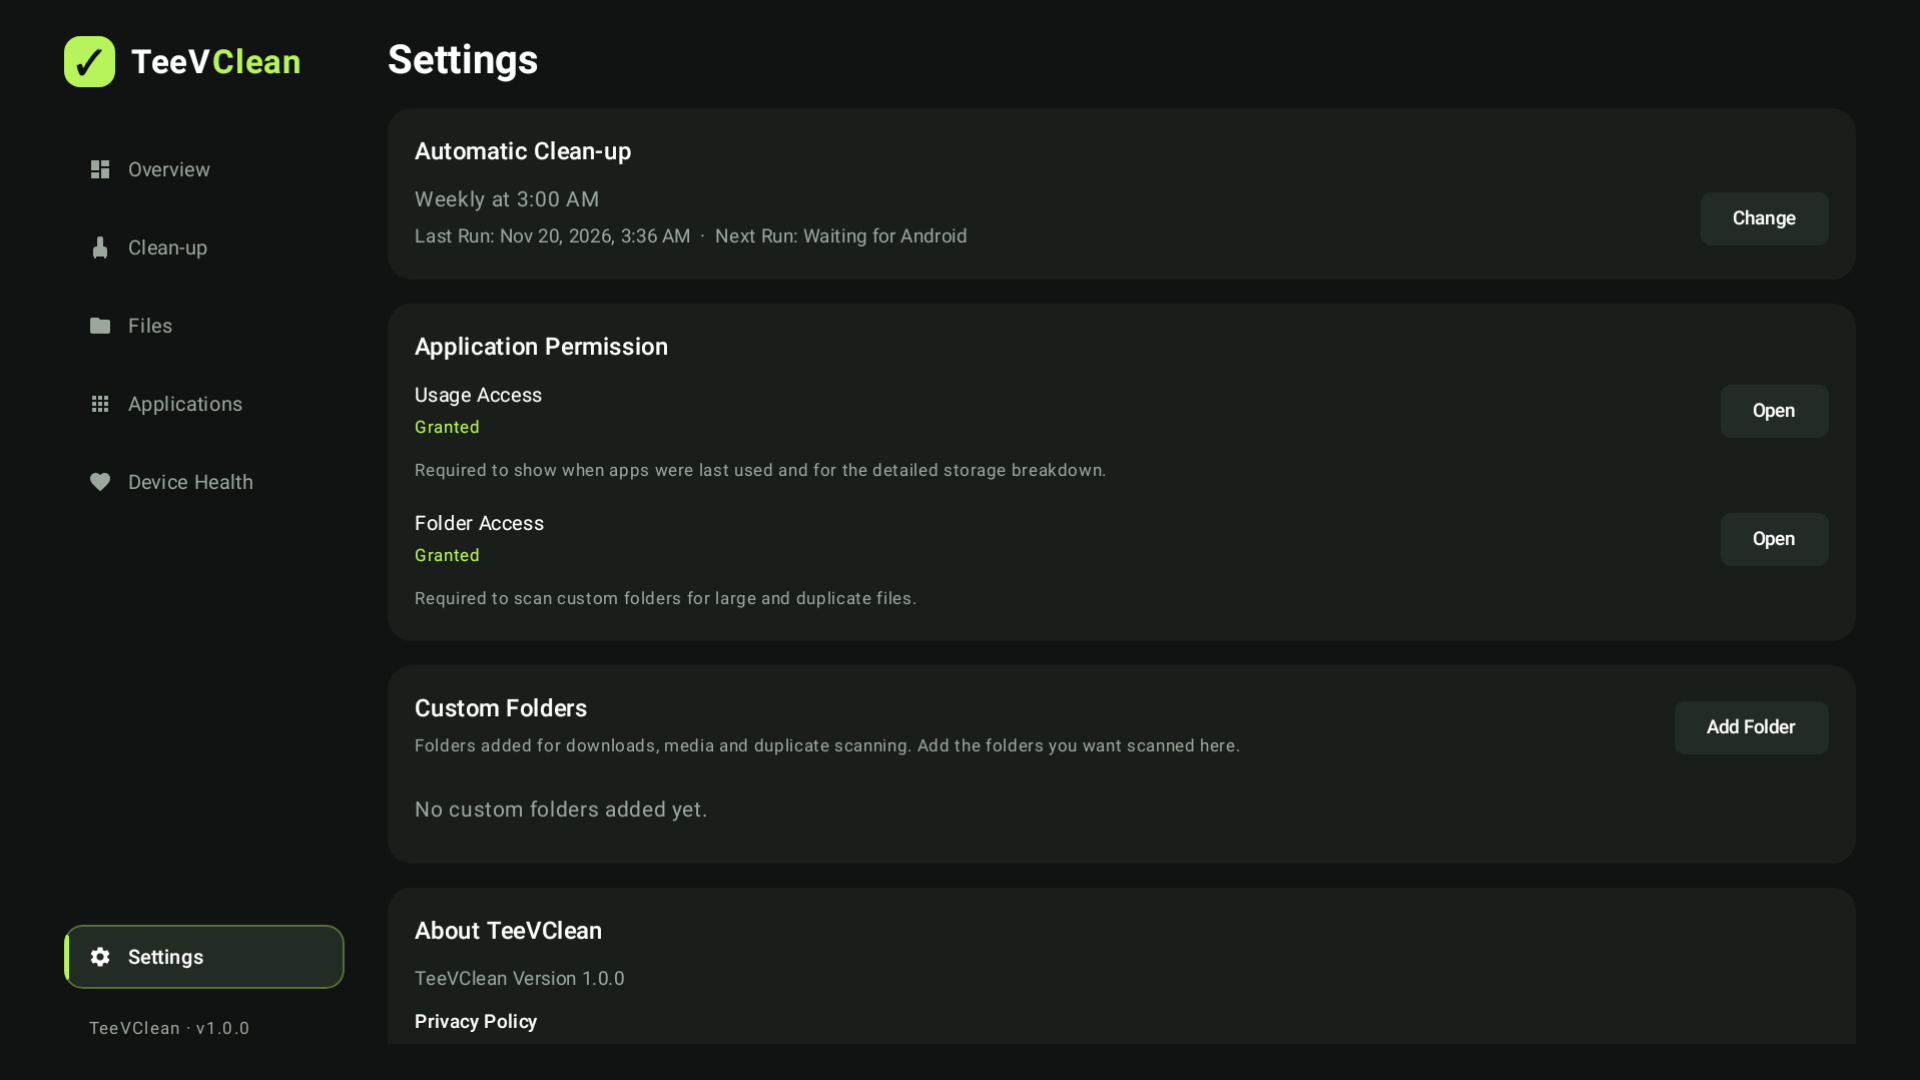 TeeVClean
Overview
Clean-up
Files
Applications
Device Health
Settings
TeeVClean · v1.0.0
Settings
Automatic Clean-up
Weekly at 3:00 AM
Last Run: Nov 20, 2026, 3:36 AM · Next Run: Waiting for Android
Change
Application Permission
Usage Access
Granted
Open
Required to show when apps were last used and for the detailed storage breakdown.
Folder Access
Granted
Open
Required to scan custom folders for large and duplicate files.
Custom Folders
Folders added for downloads, media and duplicate scanning. Add the folders you want scanned here.
Add Folder
No custom folders added yet.
About TeeVClean
TeeVClean Version 1.0.0
Privacy Policy